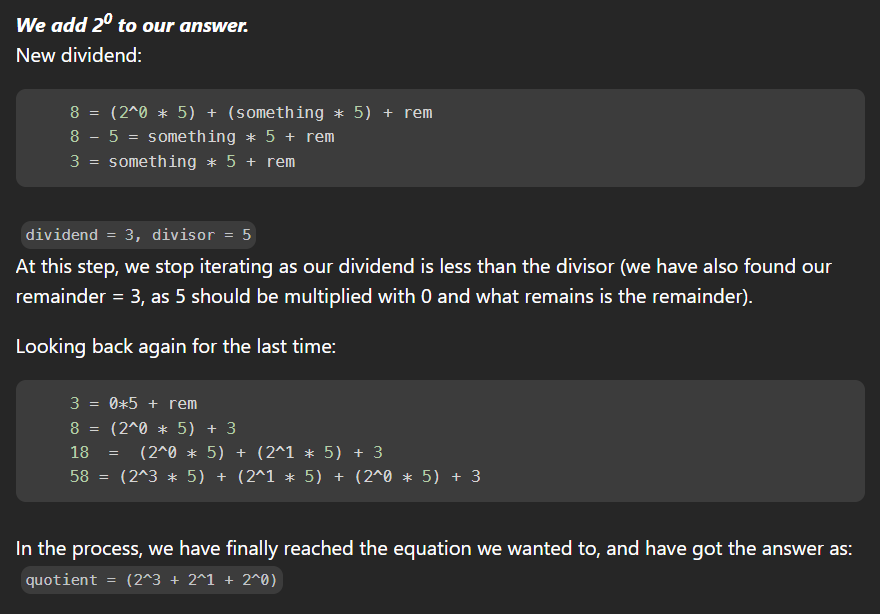 We add 2⁰ to our answer.
New dividend:
8 = (2^0 * 5) + (something * 5) + rem
8 - 5 = something * 5 + rem
3 = something * 5 + rem
dividend = 3, divisor = 5
At this step, we stop iterating as our dividend is less than the divisor (we have also found our
remainder = 3, as 5 should be multiplied with 0 and what remains is the remainder).
Looking back again for the last time:
3 = 0*5 + rem
8 = (2^0 * 5) + 3
18  =  (2^0 * 5) + (2^1 * 5) + 3
58 = (2^3 * 5) + (2^1 * 5) + (2^0 * 5) + 3
In the process, we have finally reached the equation we wanted to, and have got the answer as:
quotient = (2^3 + 2^1 + 2^0)